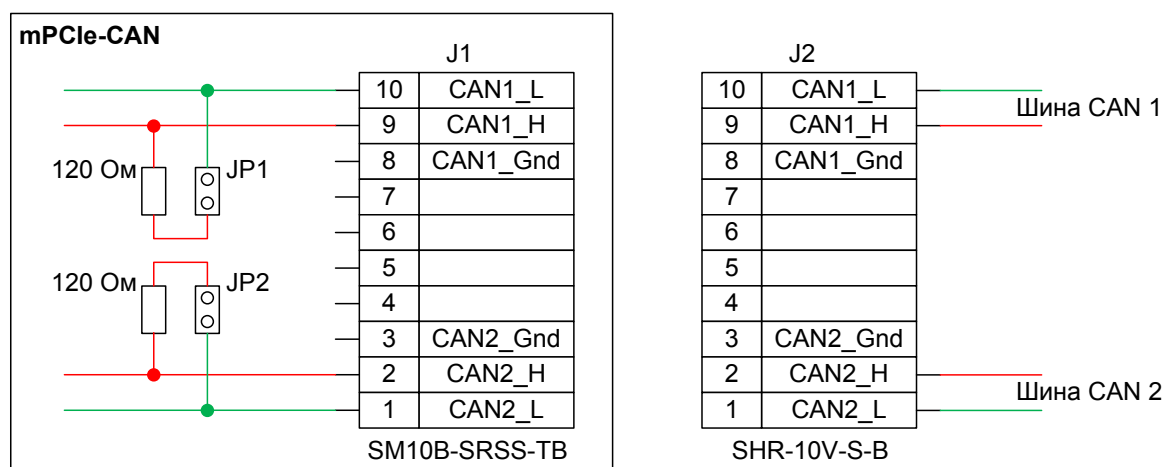 mPCIe-CAN
J1
J2
10 CAN1_L
9 CAN1_H
8 CAN1_Gnd
7
6
5
4
3 CAN2_Gnd
2 CAN2_H
1 CAN2_L
SM10B-SRSS-TB
120 Ом
JP1
120 Ом
JP2
10 CAN1_L
9 CAN1_H
8 CAN1_Gnd
7
6
5
4
3 CAN2_Gnd
2 CAN2_H
1 CAN2_L
SHR-10V-S-B
Шина CAN 1
Шина CAN 2